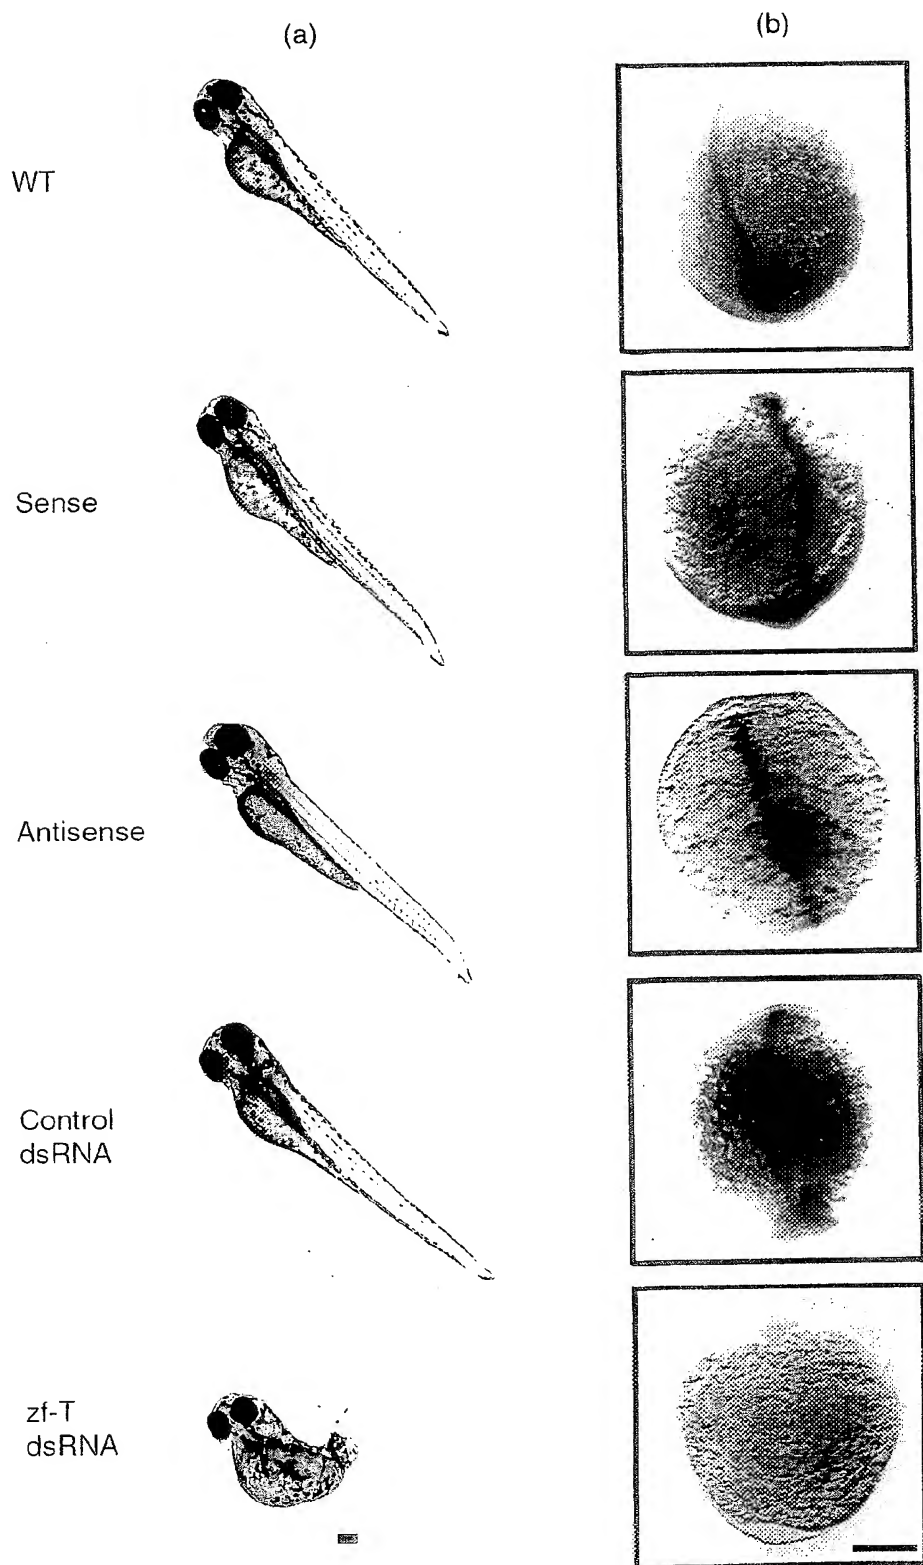 (a)
(b)
WT
Sense
Antisense
Control
dsRNA
zf-T
dsRNA